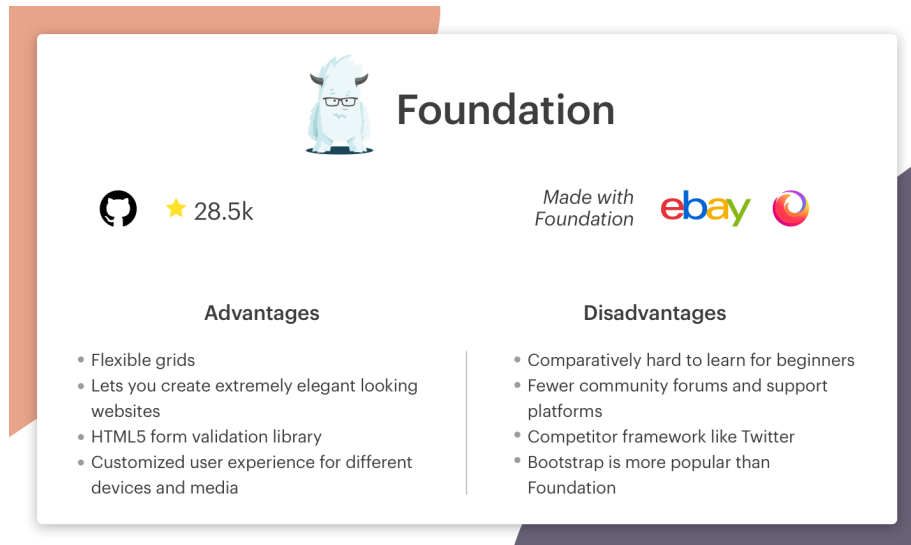 Foundation
28.5k
Made with
Foundation
ebay
Advantages
Flexible grids
Lets you create extremely elegant looking
websites
HTML5 form validation library
Customized user experience for different
devices and media
Disadvantages
Comparatively hard to learn for beginners
Fewer community forums and support
platforms
Competitor framework like Twitter
Bootstrap is more popular than
Foundation